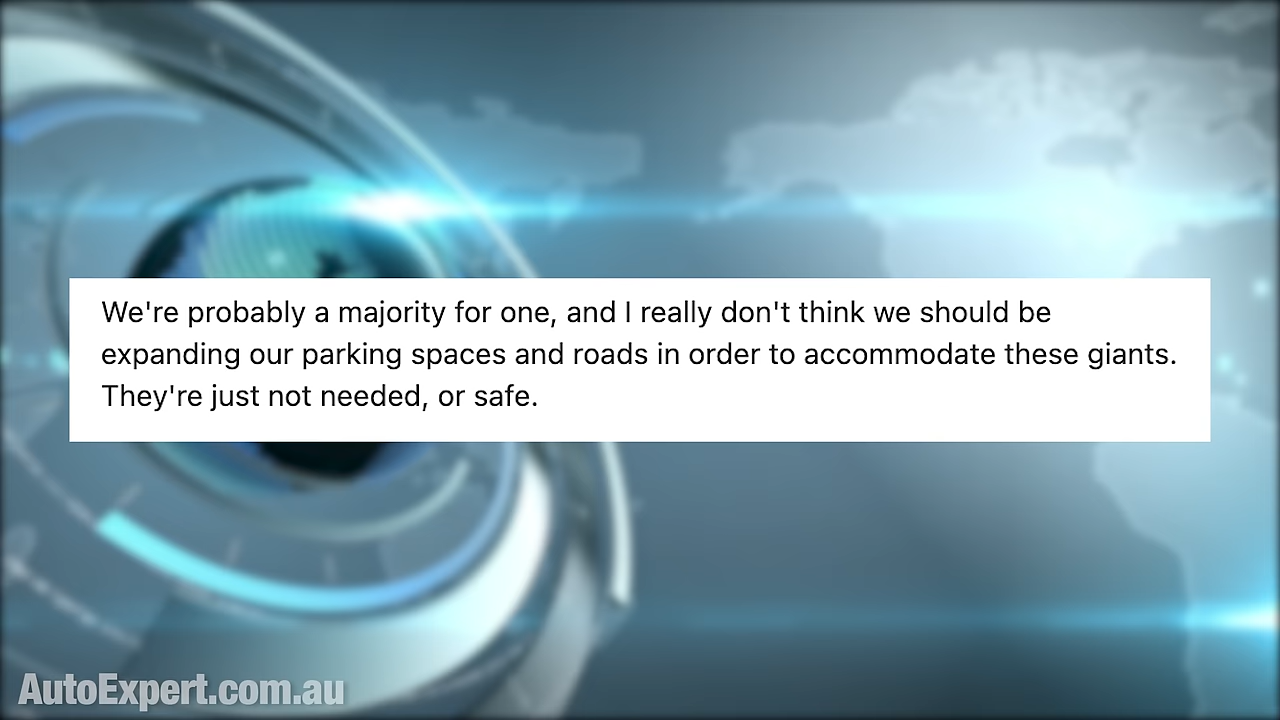 We're probably a majority for one, and I really don't think we should be
expanding our parking spaces and roads in order to accommodate these giants.
They're just not needed, or safe.
AutoExpert.com.au